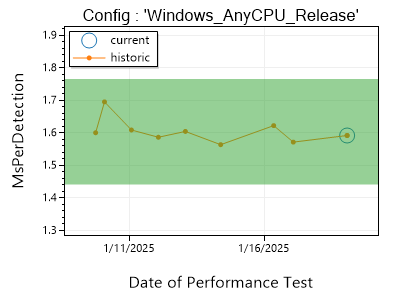 Config : 'Windows_AnyCPU_Release'
current
historic
MsPerDetection
1.9
1.8
1.7
1.6
1.5
1.4
1.3
1/11/2025
1/16/2025
Date of Performance Test